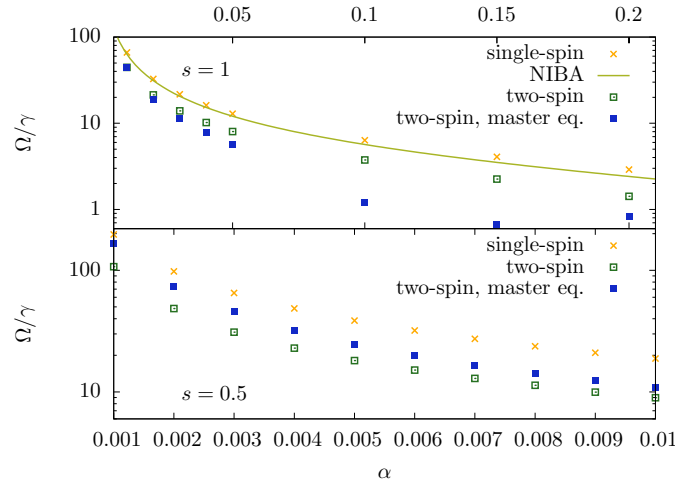 0.05 0.1 0.15 0.2
100
10
1
Ω/γ
s = 1
single-spin
NIBA
two-spin
two-spin, master eq.
100
10
Ω/γ
s = 0.5
single-spin
two-spin
two-spin, master eq.
0.001 0.002 0.003 0.004 0.005 0.006 0.007 0.008 0.009 0.01
α